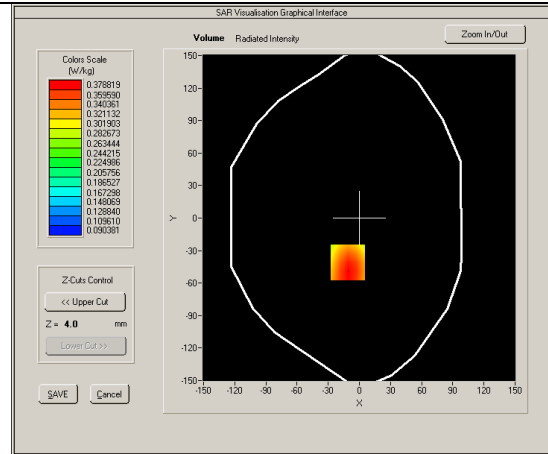 SAR Visualisation Graphical Interface
Volume Radiated Intensity
Zoom In/Out
Colors Scale
(W/kg)
0.378819
0.359590
0.340361
0.321132
0.301903
0.282673
0.263444
0.244215
0.224986
0.205756
0.186527
0.167298
0.148069
0.128840
0.109610
0.090381
Z-Cuts Control
<< Upper Cut
Z = 4.0 mm
Lower Cut >>
SAVE Cancel
Y
150
120
90
60
30
0
-30
-60
-90
-120
-150
-150 -120 -90 -60 -30 0 30 60 90 120 150
X